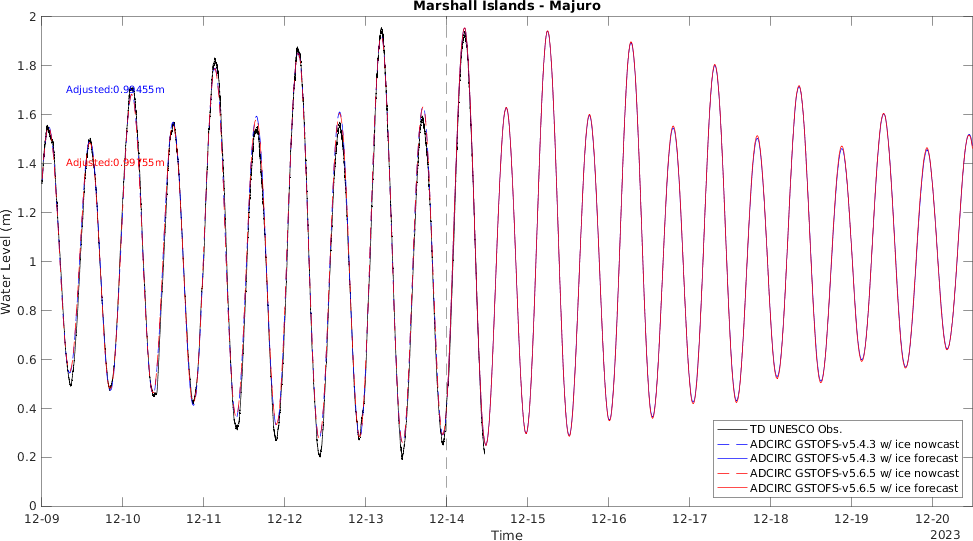 Marshall Islands - Majuro
2
1.8
1.6
1.4
1.2
1
0.8
0.6
0.4
0.2
0
Water Level (m)
Adjusted:0.99455m
Adjusted:0.99755m
TD UNESCO Obs.
ADCIRC GSTOFS-v5.4.3 w/ ice nowcast
ADCIRC GSTOFS-v5.4.3 w/ ice forecast
ADCIRC GSTOFS-v5.6.5 w/ ice nowcast
ADCIRC GSTOFS-v5.6.5 w/ ice forecast
12-09 12-10 12-11 12-12 12-13 12-14 12-15 12-16 12-17 12-18 12-19 12-20
Time
2023